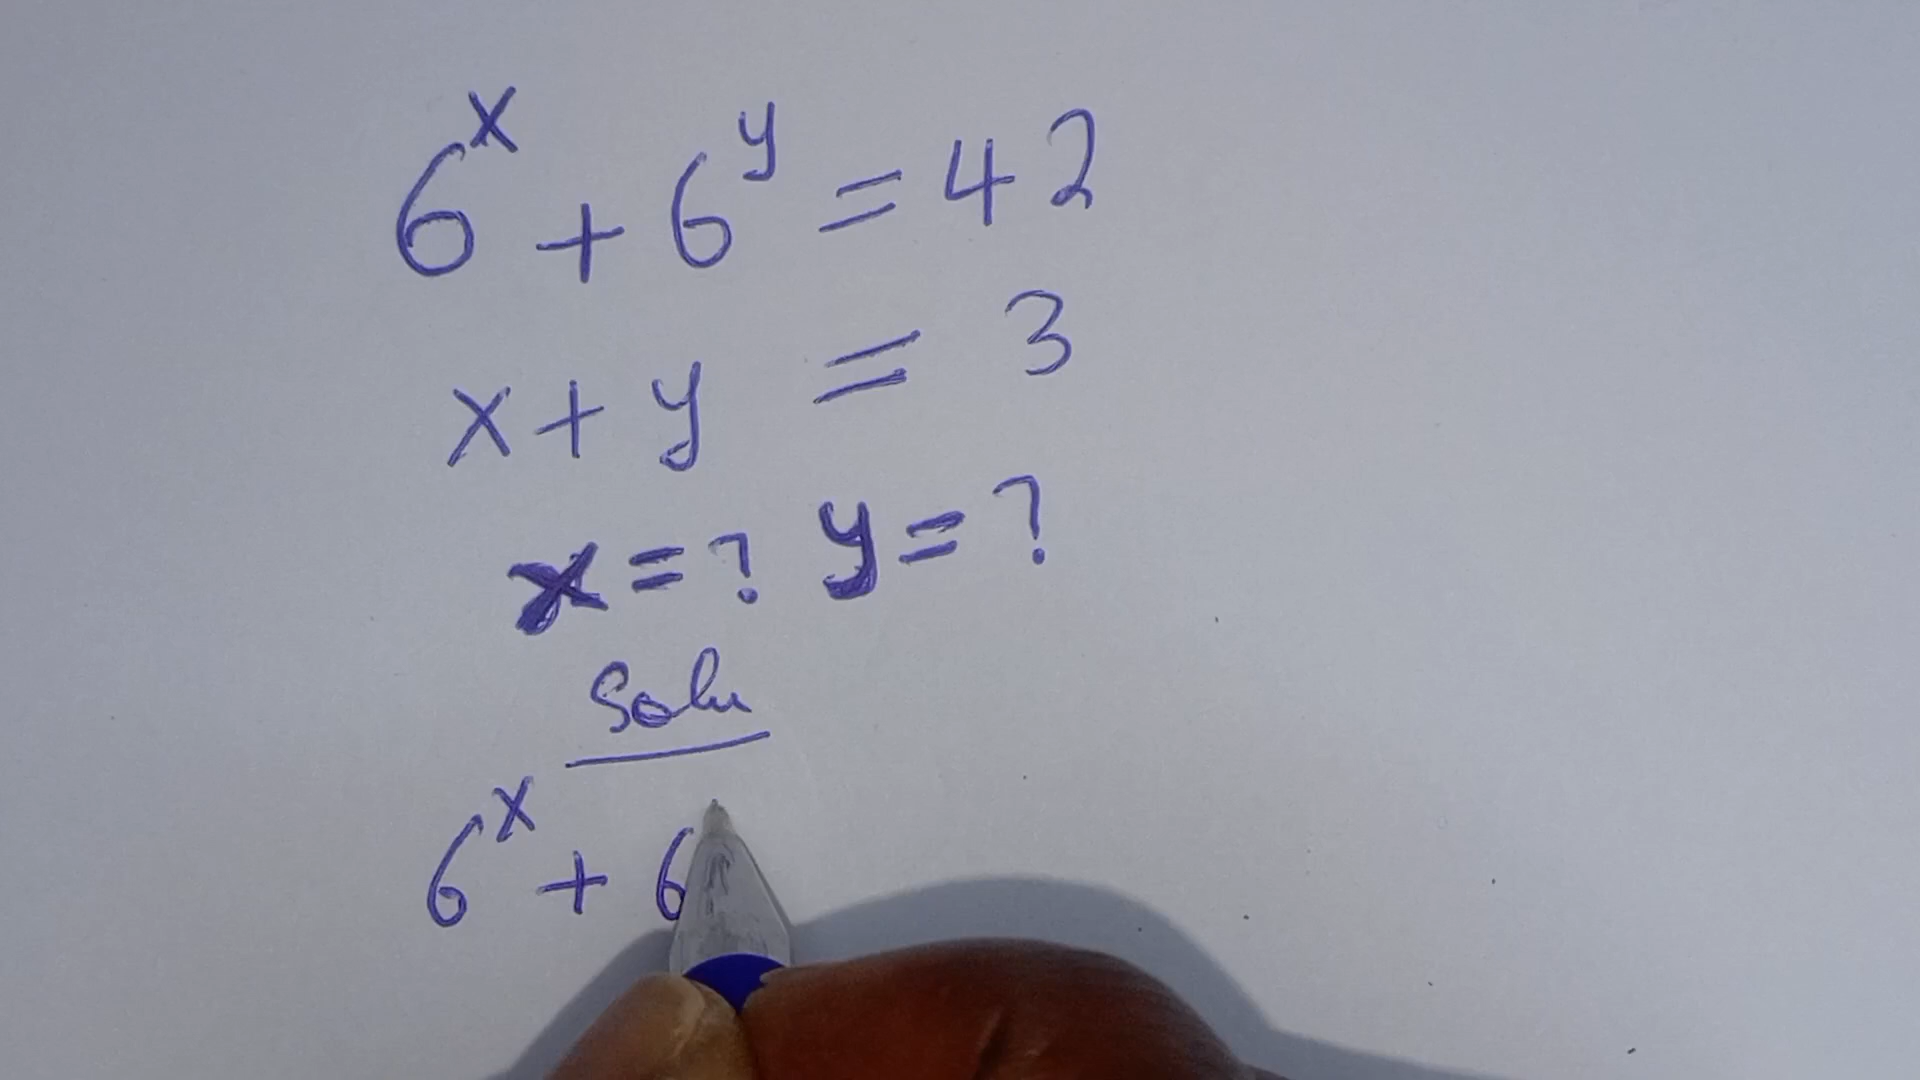 6^x + 6^y = 42
x + y = 3
x = ? y = ?
Solu
6^x + 6